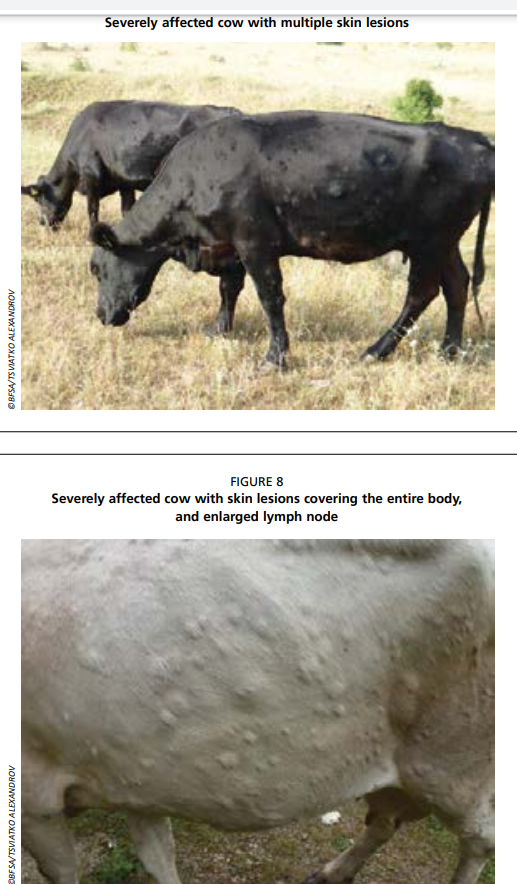 Severely affected cow with multiple skin lesions
©BFSA/TSVIATKO ALEXANDROV
FIGURE 8
Severely affected cow with skin lesions covering the entire body,
and enlarged lymph node
©BFSA/TSVIATKO ALEXANDROV